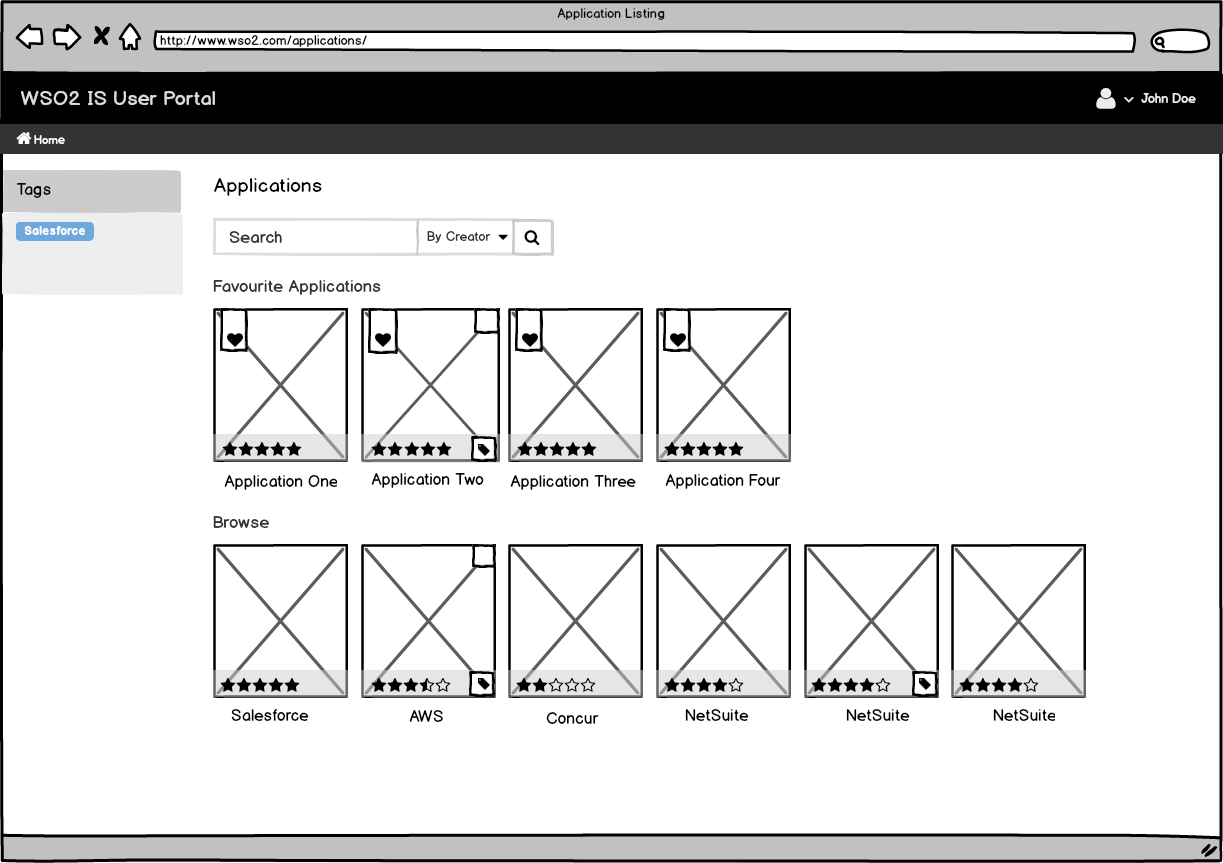 Application Listing
http://www.wso2.com/applications/
WSO2 IS User Portal
John Doe
Home
Tags
Salesforce
Applications
Search
By Creator
Favourite Applications
Application One
Application Two
Application Three
Application Four
Browse
Salesforce
AWS
Concur
NetSuite
NetSuite
NetSuite